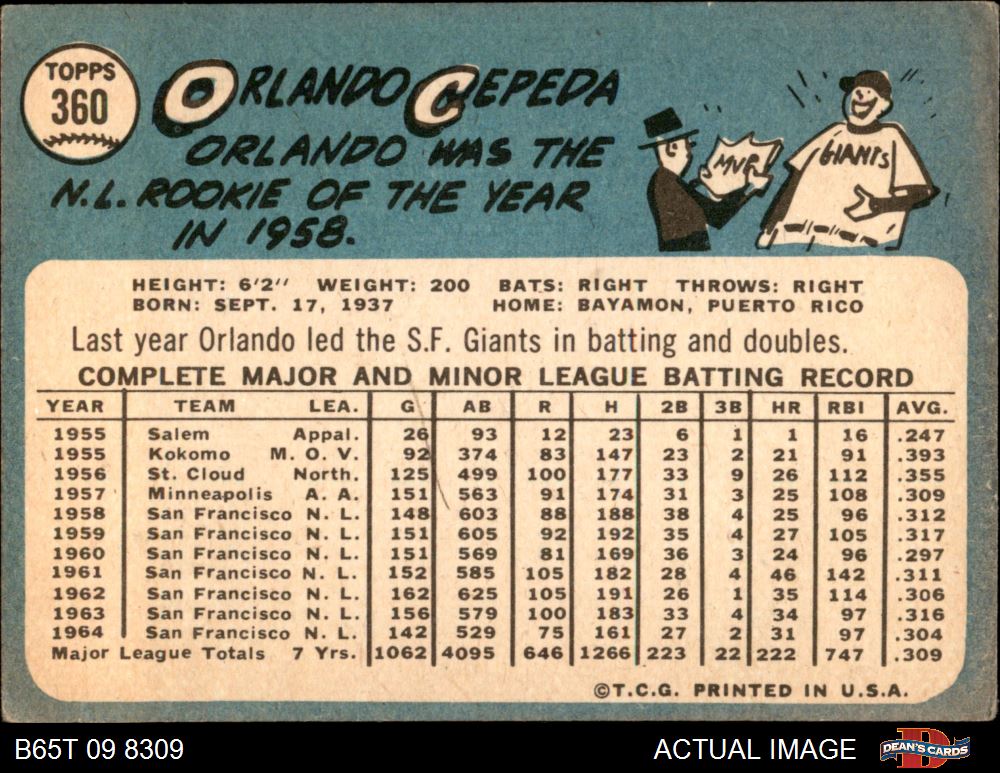 TOPPS
360
ORLANDO CEPEDA
ORLANDO WAS THE
N.L. ROOKIE OF THE YEAR
IN 1958.
MVP
GIANTS
HEIGHT: 6'2" WEIGHT: 200 BATS: RIGHT THROWS: RIGHT
BORN: SEPT. 17, 1937 HOME: BAYAMON, PUERTO RICO
Last year Orlando led the S.F. Giants in batting and doubles.
COMPLETE MAJOR AND MINOR LEAGUE BATTING RECORD
YEAR TEAM LEA. G AB R H 2B 3B HR RBI AVG.
1955 Salem Appal. 26 93 12 23 6 1 1 16 .247
1955 Kokomo M. O. V. 92 374 83 147 23 2 21 91 .393
1956 St. Cloud North. 125 499 100 177 33 9 26 112 .355
1957 Minneapolis A. A. 151 563 91 174 31 3 25 108 .309
1958 San Francisco N. L. 148 603 88 188 38 4 25 96 .312
1959 San Francisco N. L. 151 605 92 192 35 4 27 105 .317
1960 San Francisco N. L. 151 569 81 169 36 3 24 96 .297
1961 San Francisco N. L. 152 585 105 182 28 4 46 142 .311
1962 San Francisco N. L. 162 625 105 191 26 1 35 114 .306
1963 San Francisco N. L. 156 579 100 183 33 4 34 97 .316
1964 San Francisco N. L. 142 529 75 161 27 2 31 97 .304
Major League Totals 7 Yrs. 1062 4095 646 1266 223 22 222 747 .309
©T.C.G. PRINTED IN U.S.A.
B65T 09 8309
ACTUAL IMAGE
DEAN'S CARDS